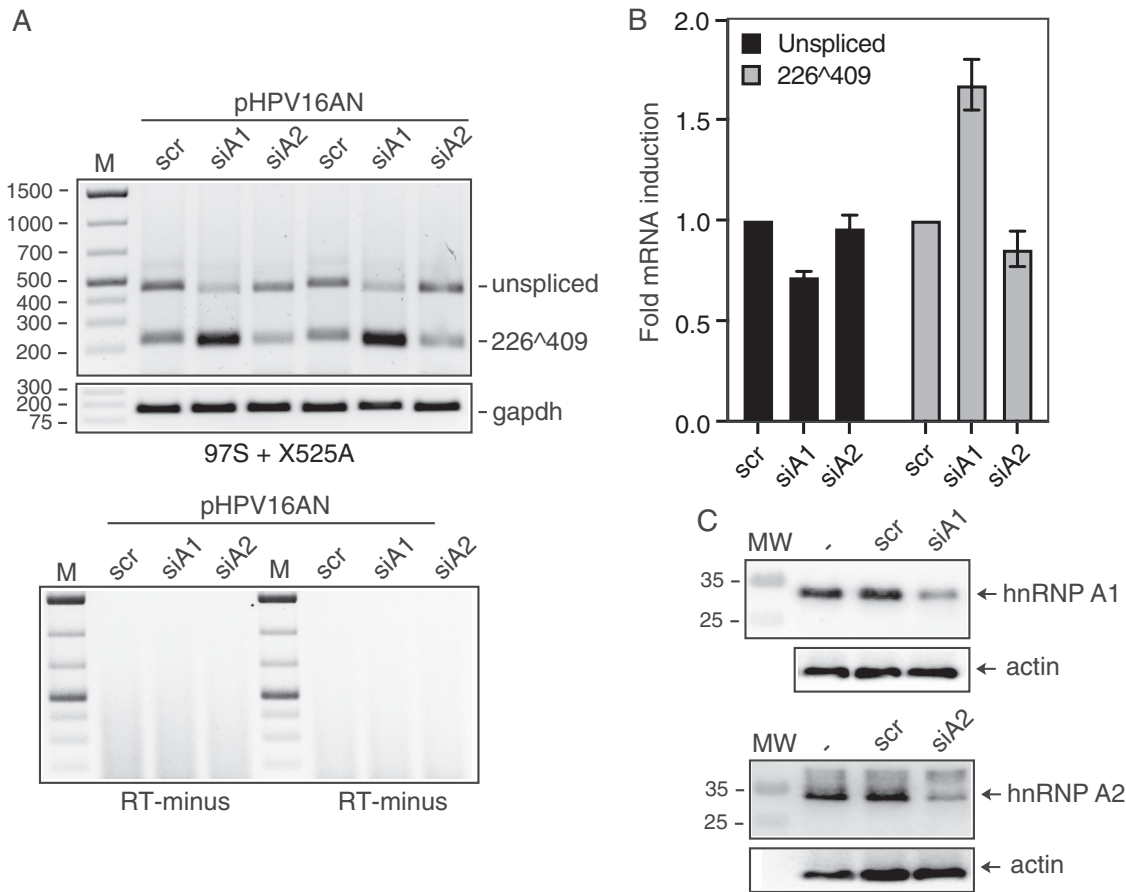 A
pHPV16AN
M scr siA1 siA2 scr siA1 siA2
1500
1000
700
500
400
300
200
unspliced
226^409
300
200
75
gapdh
97S + X525A
pHPV16AN
M scr siA1 siA2 M scr siA1 siA2
RT-minus RT-minus
B
Fold mRNA induction
2.0
1.5
1.0
0.5
0.0
Unspliced
226^409
scr siA1 siA2 scr siA1 siA2
C
MW - scr siA1
35
25
hnRNP A1
actin
MW - scr siA2
35
25
hnRNP A2
actin